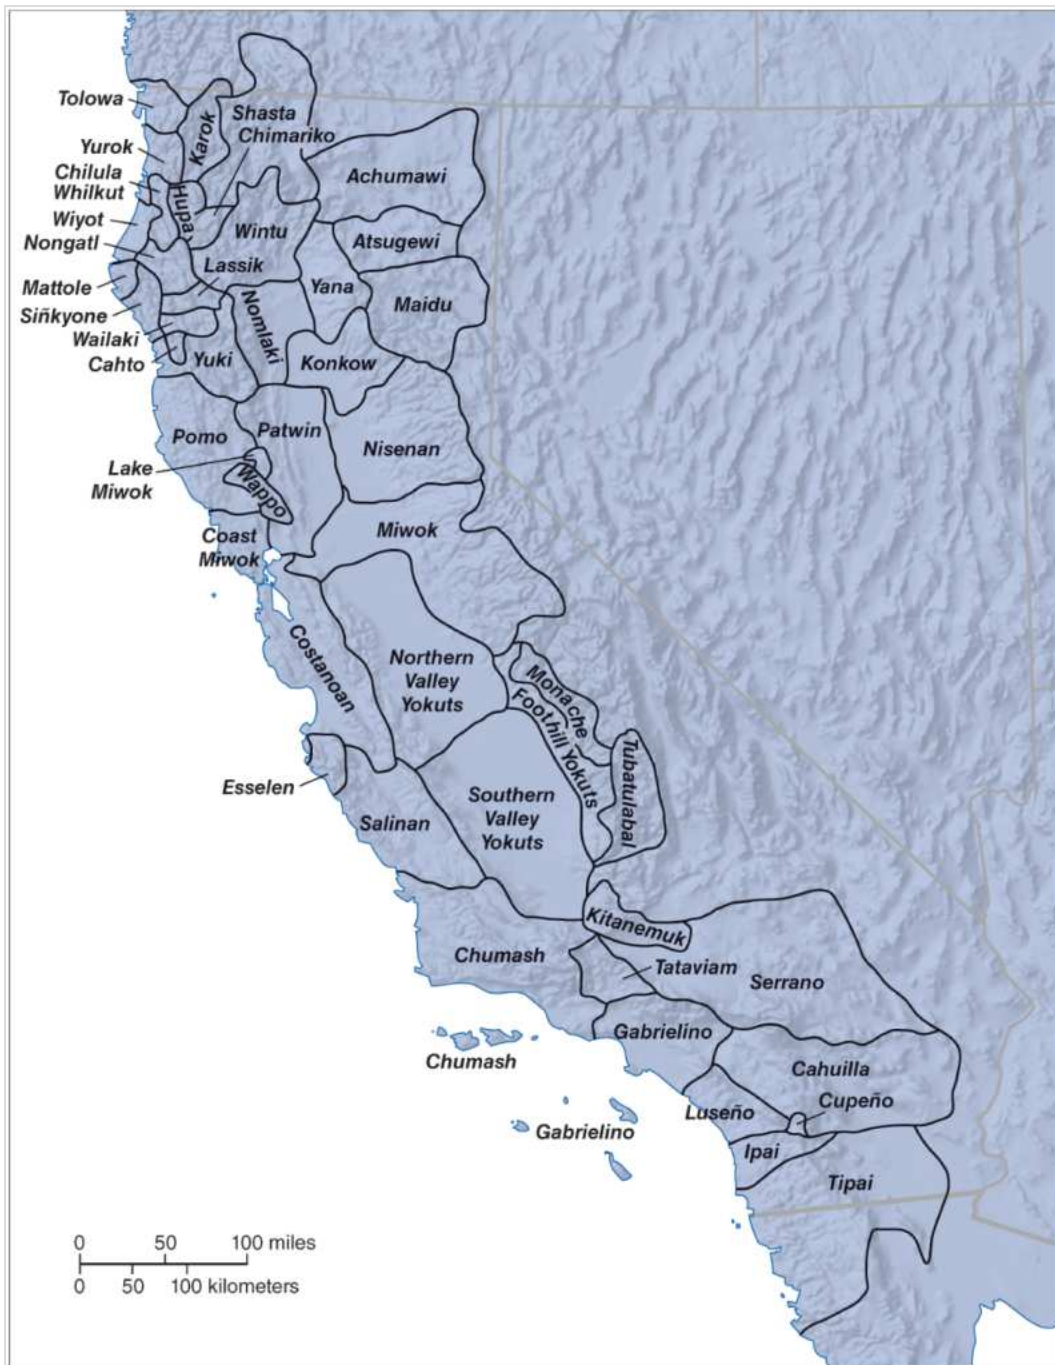 Tolowa
Karok
Shasta
Chimariko
Yurok
Chilula
Whilkut
Hupa
Achumawi
Wiyot
Wintu
Nongatl
Atsugewi
Lassik
Mattole
Yana
Maidu
Siñkyone
Nomlaki
Wailaki
Cahto
Yuki
Konkow
Pomo
Patwin
Nisenan
Lake
Miwok
Wappo
Coast
Miwok
Miwok
Costanoan
Northern
Valley
Yokuts
Monache
Foothill Yokuts
Tubatulabal
Esselen
Salinan
Southern
Valley
Yokuts
Kitanemuk
Chumash
Tataviam
Serrano
Gabrielino
Chumash
Cahuilla
Cupeño
Luseño
Gabrielino
Ipai
Tipai
0 50 100 miles
0 50 100 kilometers